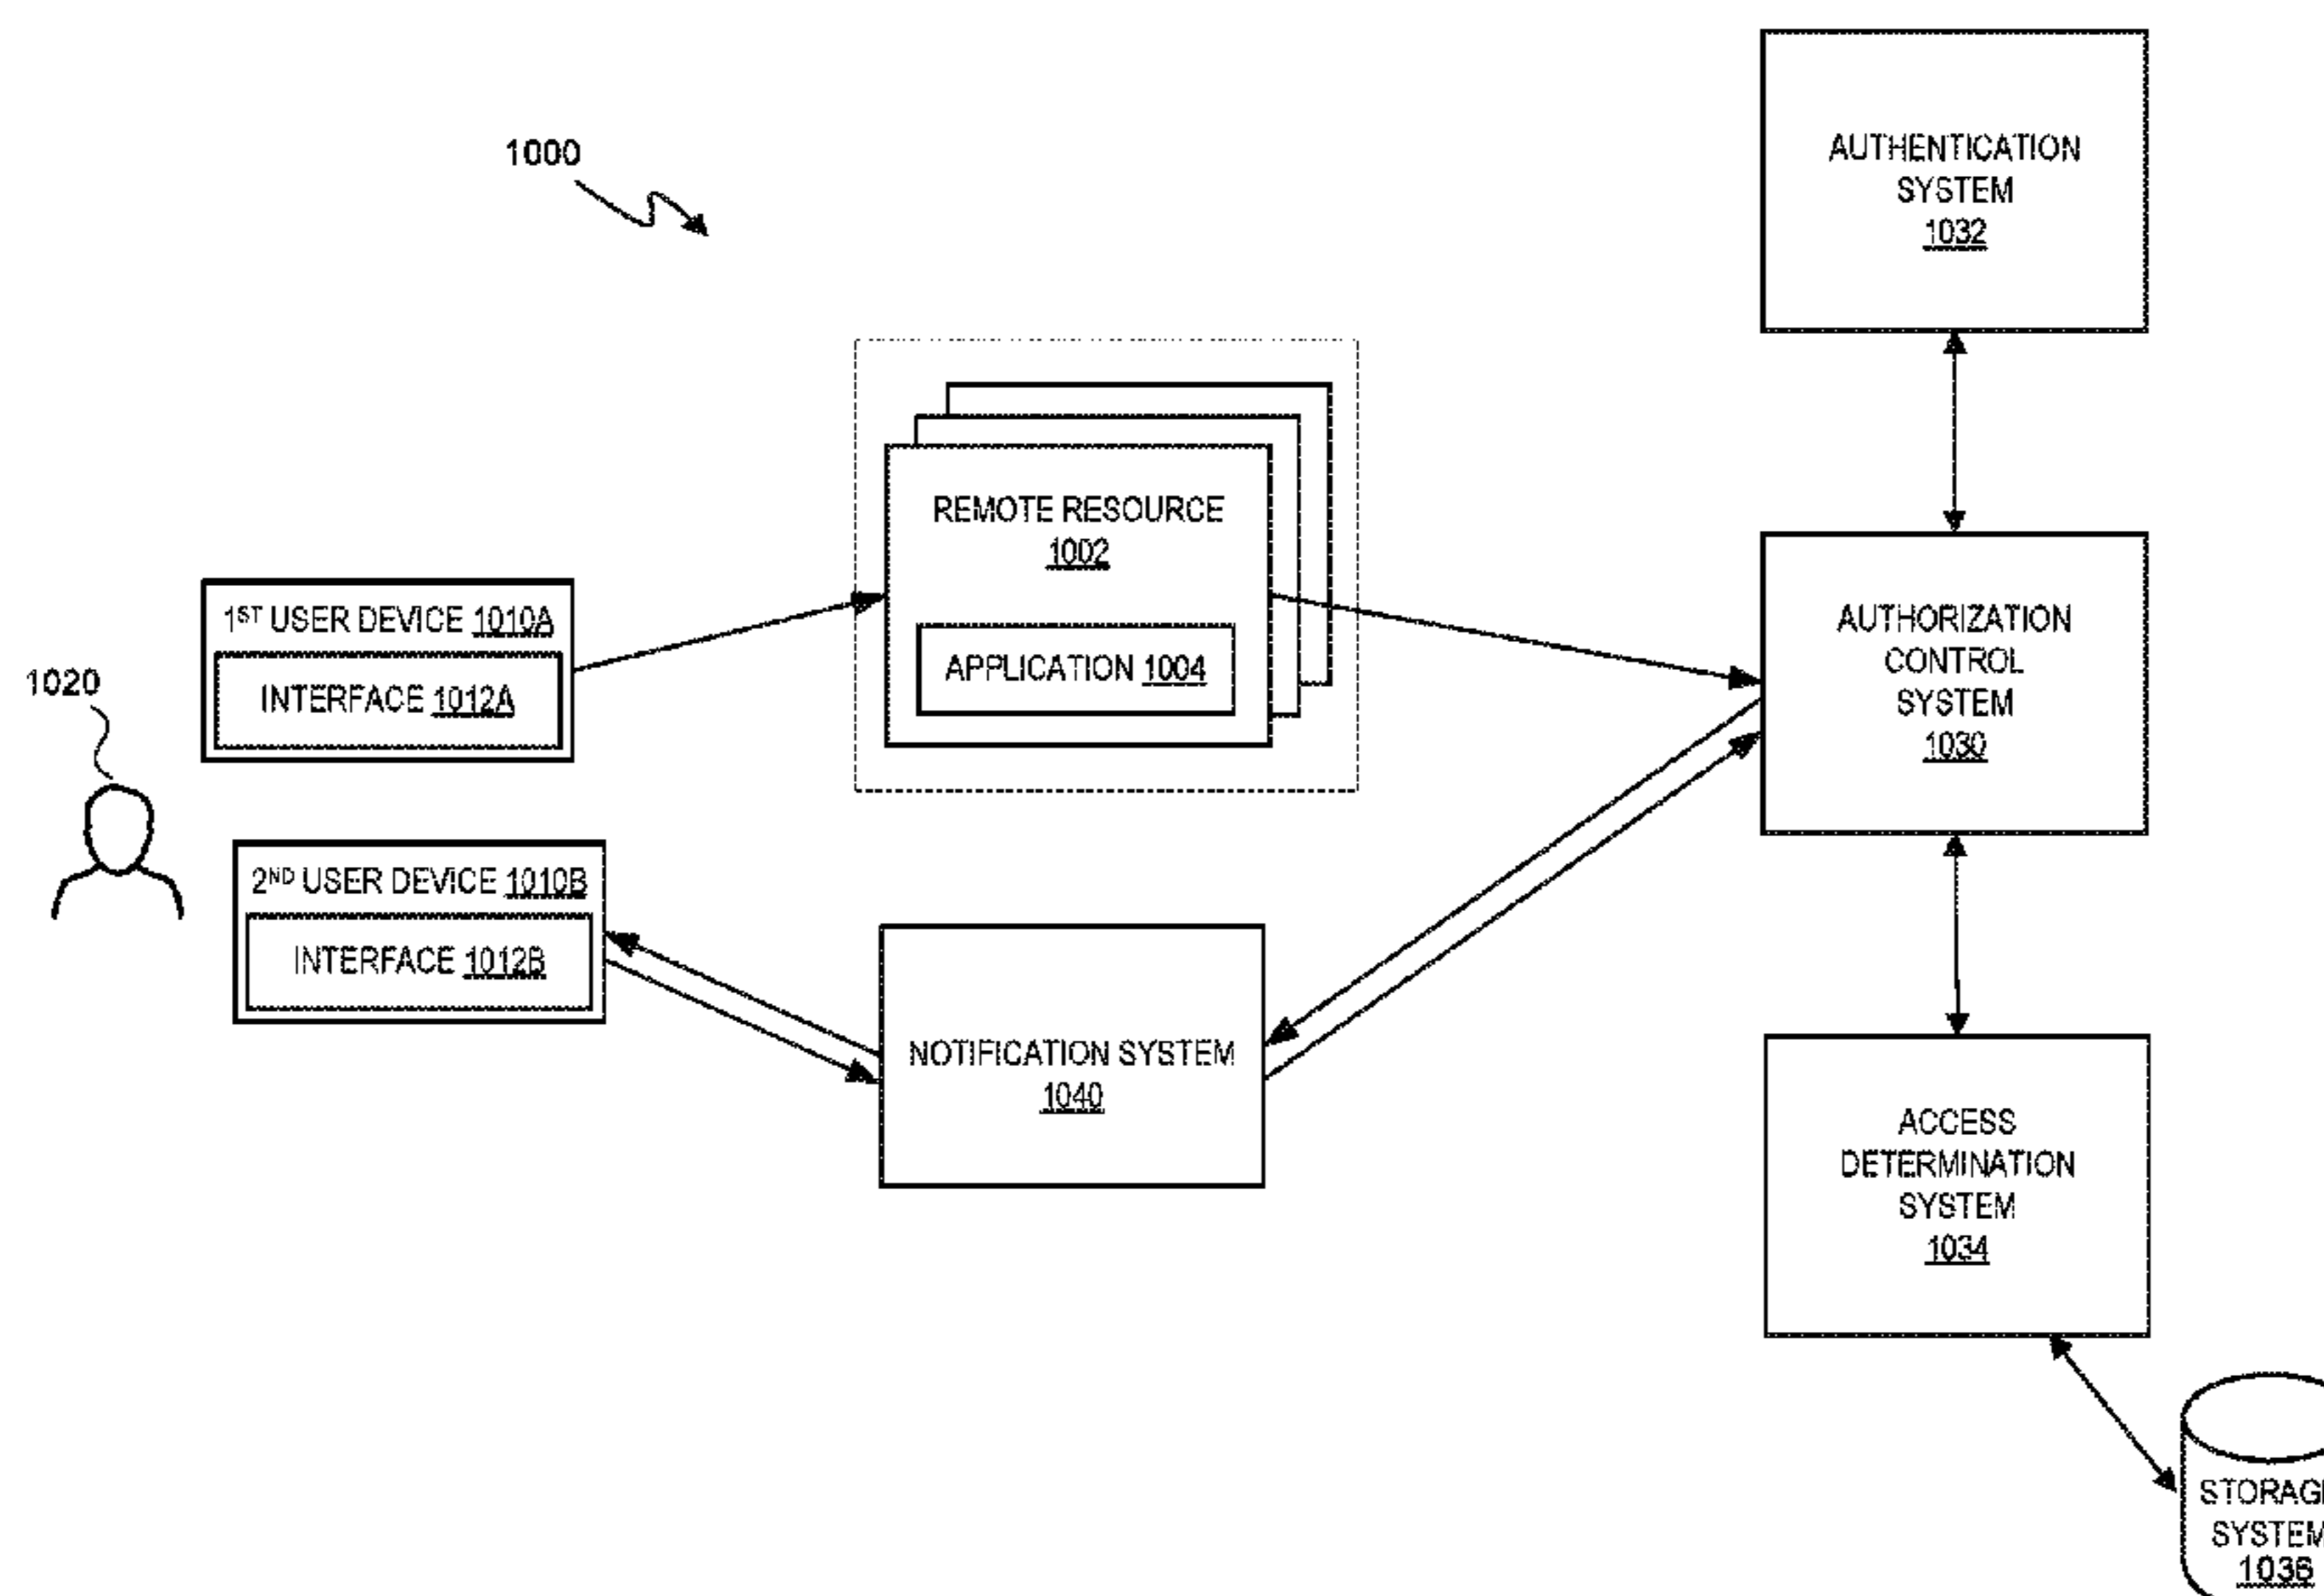 1000
AUTHENTICATION
SYSTEM
1032
REMOTE RESOURCE
1002
APPLICATION 1004
1ST USER DEVICE 1010A
INTERFACE 1012A
1020
AUTHORIZATION
CONTROL
SYSTEM
1030
2ND USER DEVICE 1010B
INTERFACE 1012B
NOTIFICATION SYSTEM
1040
ACCESS
DETERMINATION
SYSTEM
1034
STORAGE
SYSTEM